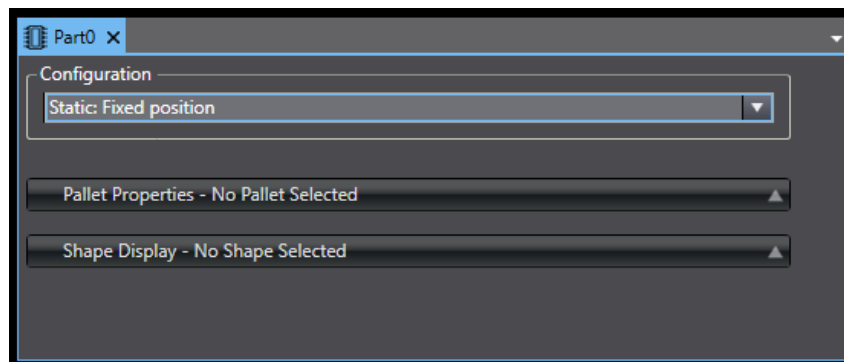 Part0
Configuration
Static: Fixed position
Pallet Properties - No Pallet Selected
Shape Display - No Shape Selected